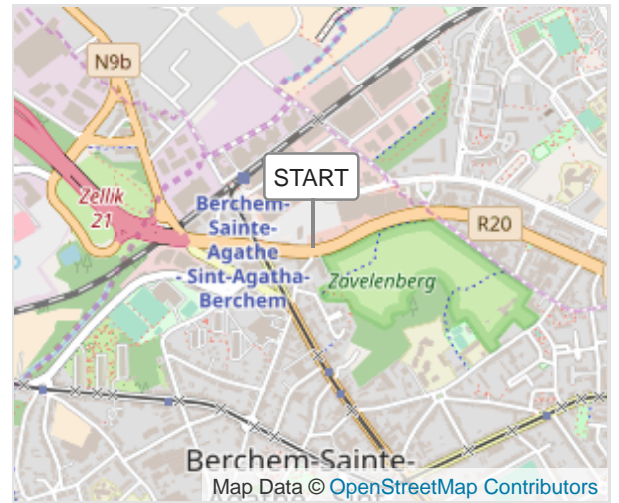 N9b
START
Zellik
21
Berchem-
Sainte-
Agathe
- Sint-Agatha-
Berchem
R20
Zavelenberg
Berchem-Sainte-
Map Data © OpenStreetMap Contributors